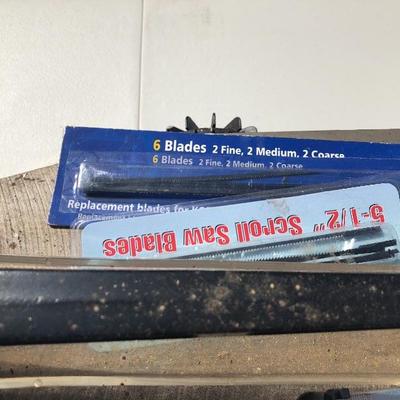 6 Blades 2 Fine, 2 Medium, 2 Coarse
6 Blades 2 Fine, 2 Medium, 2 Coarse
Replacement blades for
Replacement
5-1/2" Scroll Saw Blades